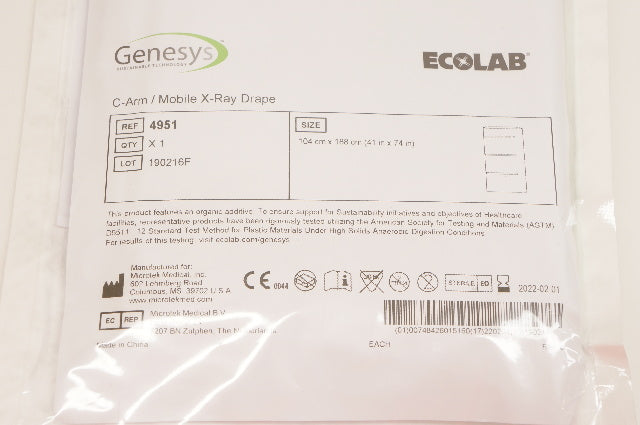 Genesys
SUSTAINABLE TECHNOLOGY
ECOLAB
C-Arm / Mobile X-Ray Drape
REF 4951
QTY X 1
LOT 190216F
SIZE
104 cm x 188 cm (41 in x 74 in)
This product features an organic additive. To ensure support for Sustainability initiatives and objectives of Healthcare
facilities, representative products have been rigorously tested utilizing the American Society for Testing and Materials (ASTM)
D5511 - 12 Standard Test Method for Plastic Materials Under High Solids Anaerobic Digestion Conditions.
For results of this testing, visit ecolab.com/genesys
Manufactured for:
Microtek Medical, Inc.
602 Lehmberg Road
Columbus, MS 39702 U.S.A.
www.microtekmed.com
CE 0044
STERILE EO
2022-02-01
EC REP
Microtek Medical B.V.
7207 BN Zutphen, The Netherlands
Made in China
EACH